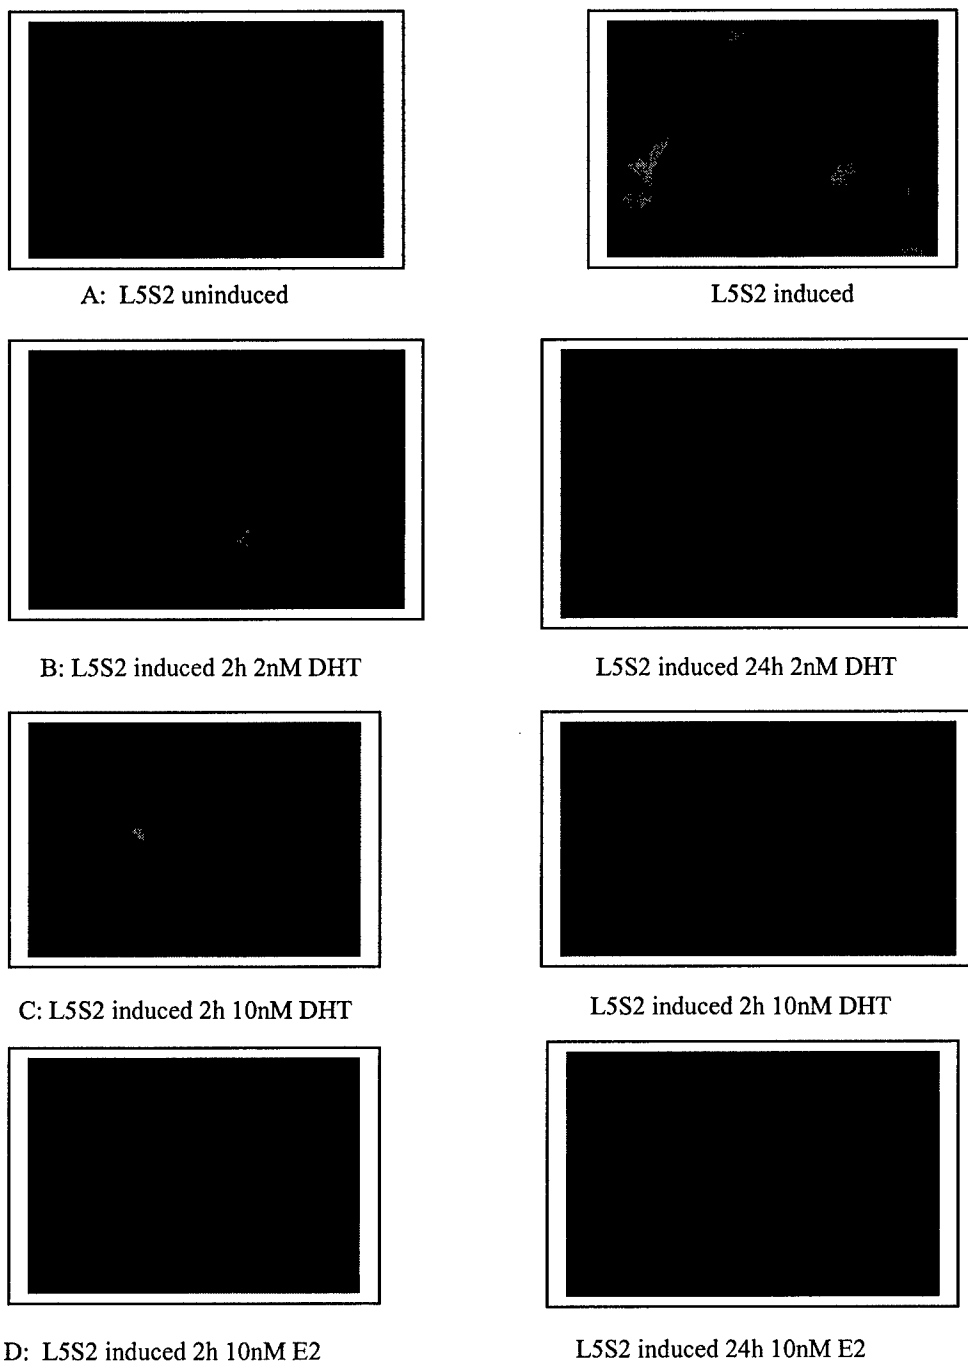 A: L5S2 uninduced
L5S2 induced
B: L5S2 induced 2h 2nM DHT
L5S2 induced 24h 2nM DHT
C: L5S2 induced 2h 10nM DHT
L5S2 induced 2h 10nM DHT
D: L5S2 induced 2h 10nM E2
L5S2 induced 24h 10nM E2